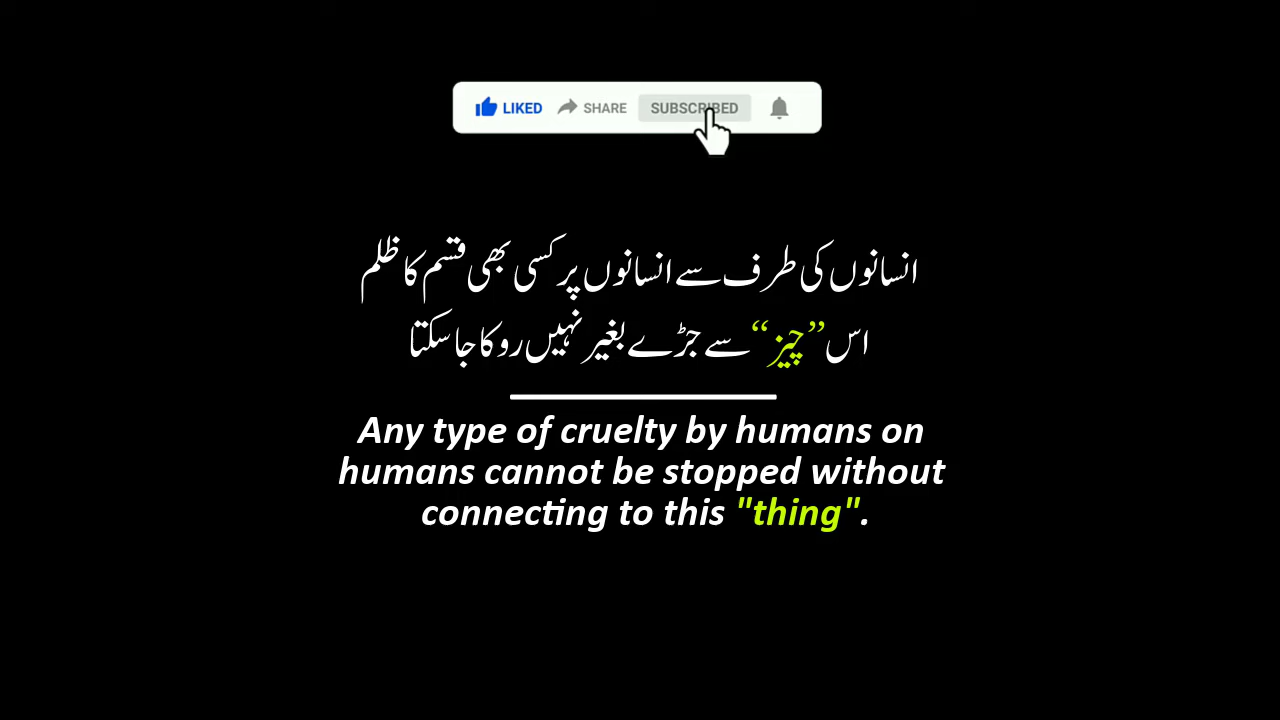 LIKED SHARE SUBSCRIBED
انسانوں کی طرف سے انسانوں پر کسی بھی قسم کا ظلم
اس ”چیز“ سے جڑے بغیر نہیں روکا جا سکتا
Any type of cruelty by humans on
humans cannot be stopped without
connecting to this "thing".